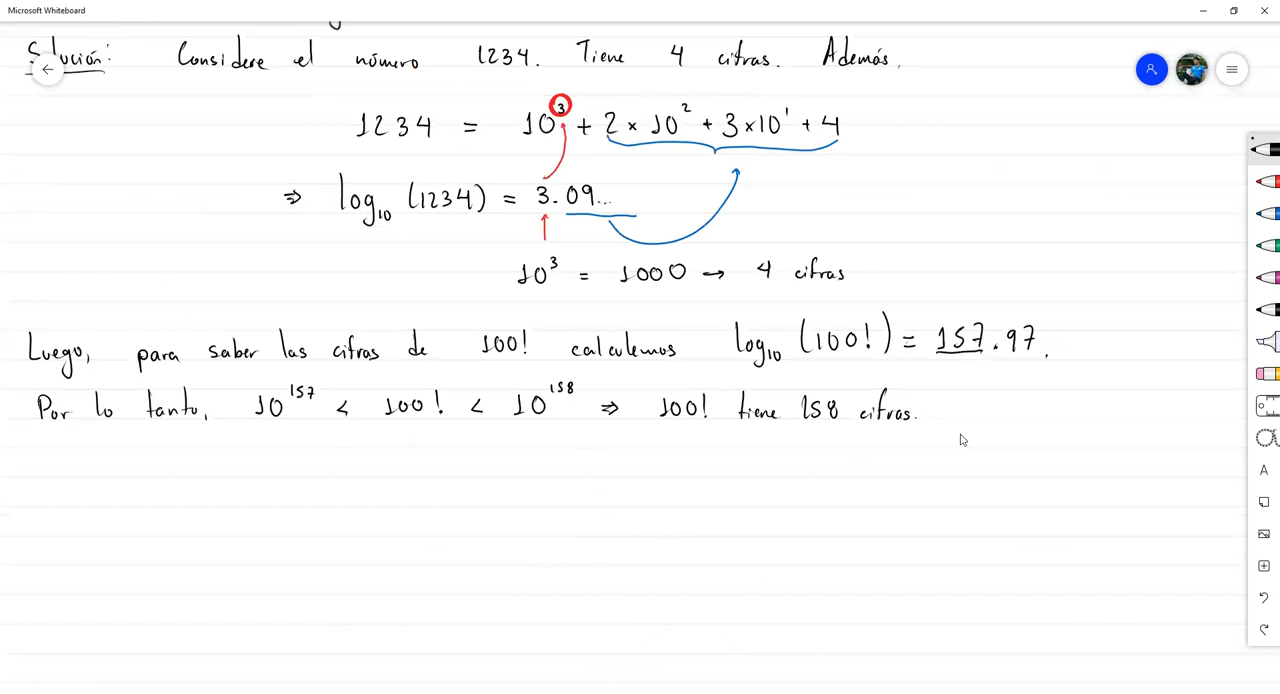 Microsoft Whiteboard
Solución: Considere el número 1234. Tiene 4 cifras. Además,
1234 = 10³ + 2 × 10² + 3 × 10¹ + 4
⇒ log₁₀ (1234) = 3.09...
10³ = 1000 → 4 cifras
Luego, para saber las cifras de 100! calculemos log₁₀ (100!) = 157.97.
Por lo tanto, 10¹⁵⁷ < 100! < 10¹⁵⁸ ⇒ 100! tiene 158 cifras.
A